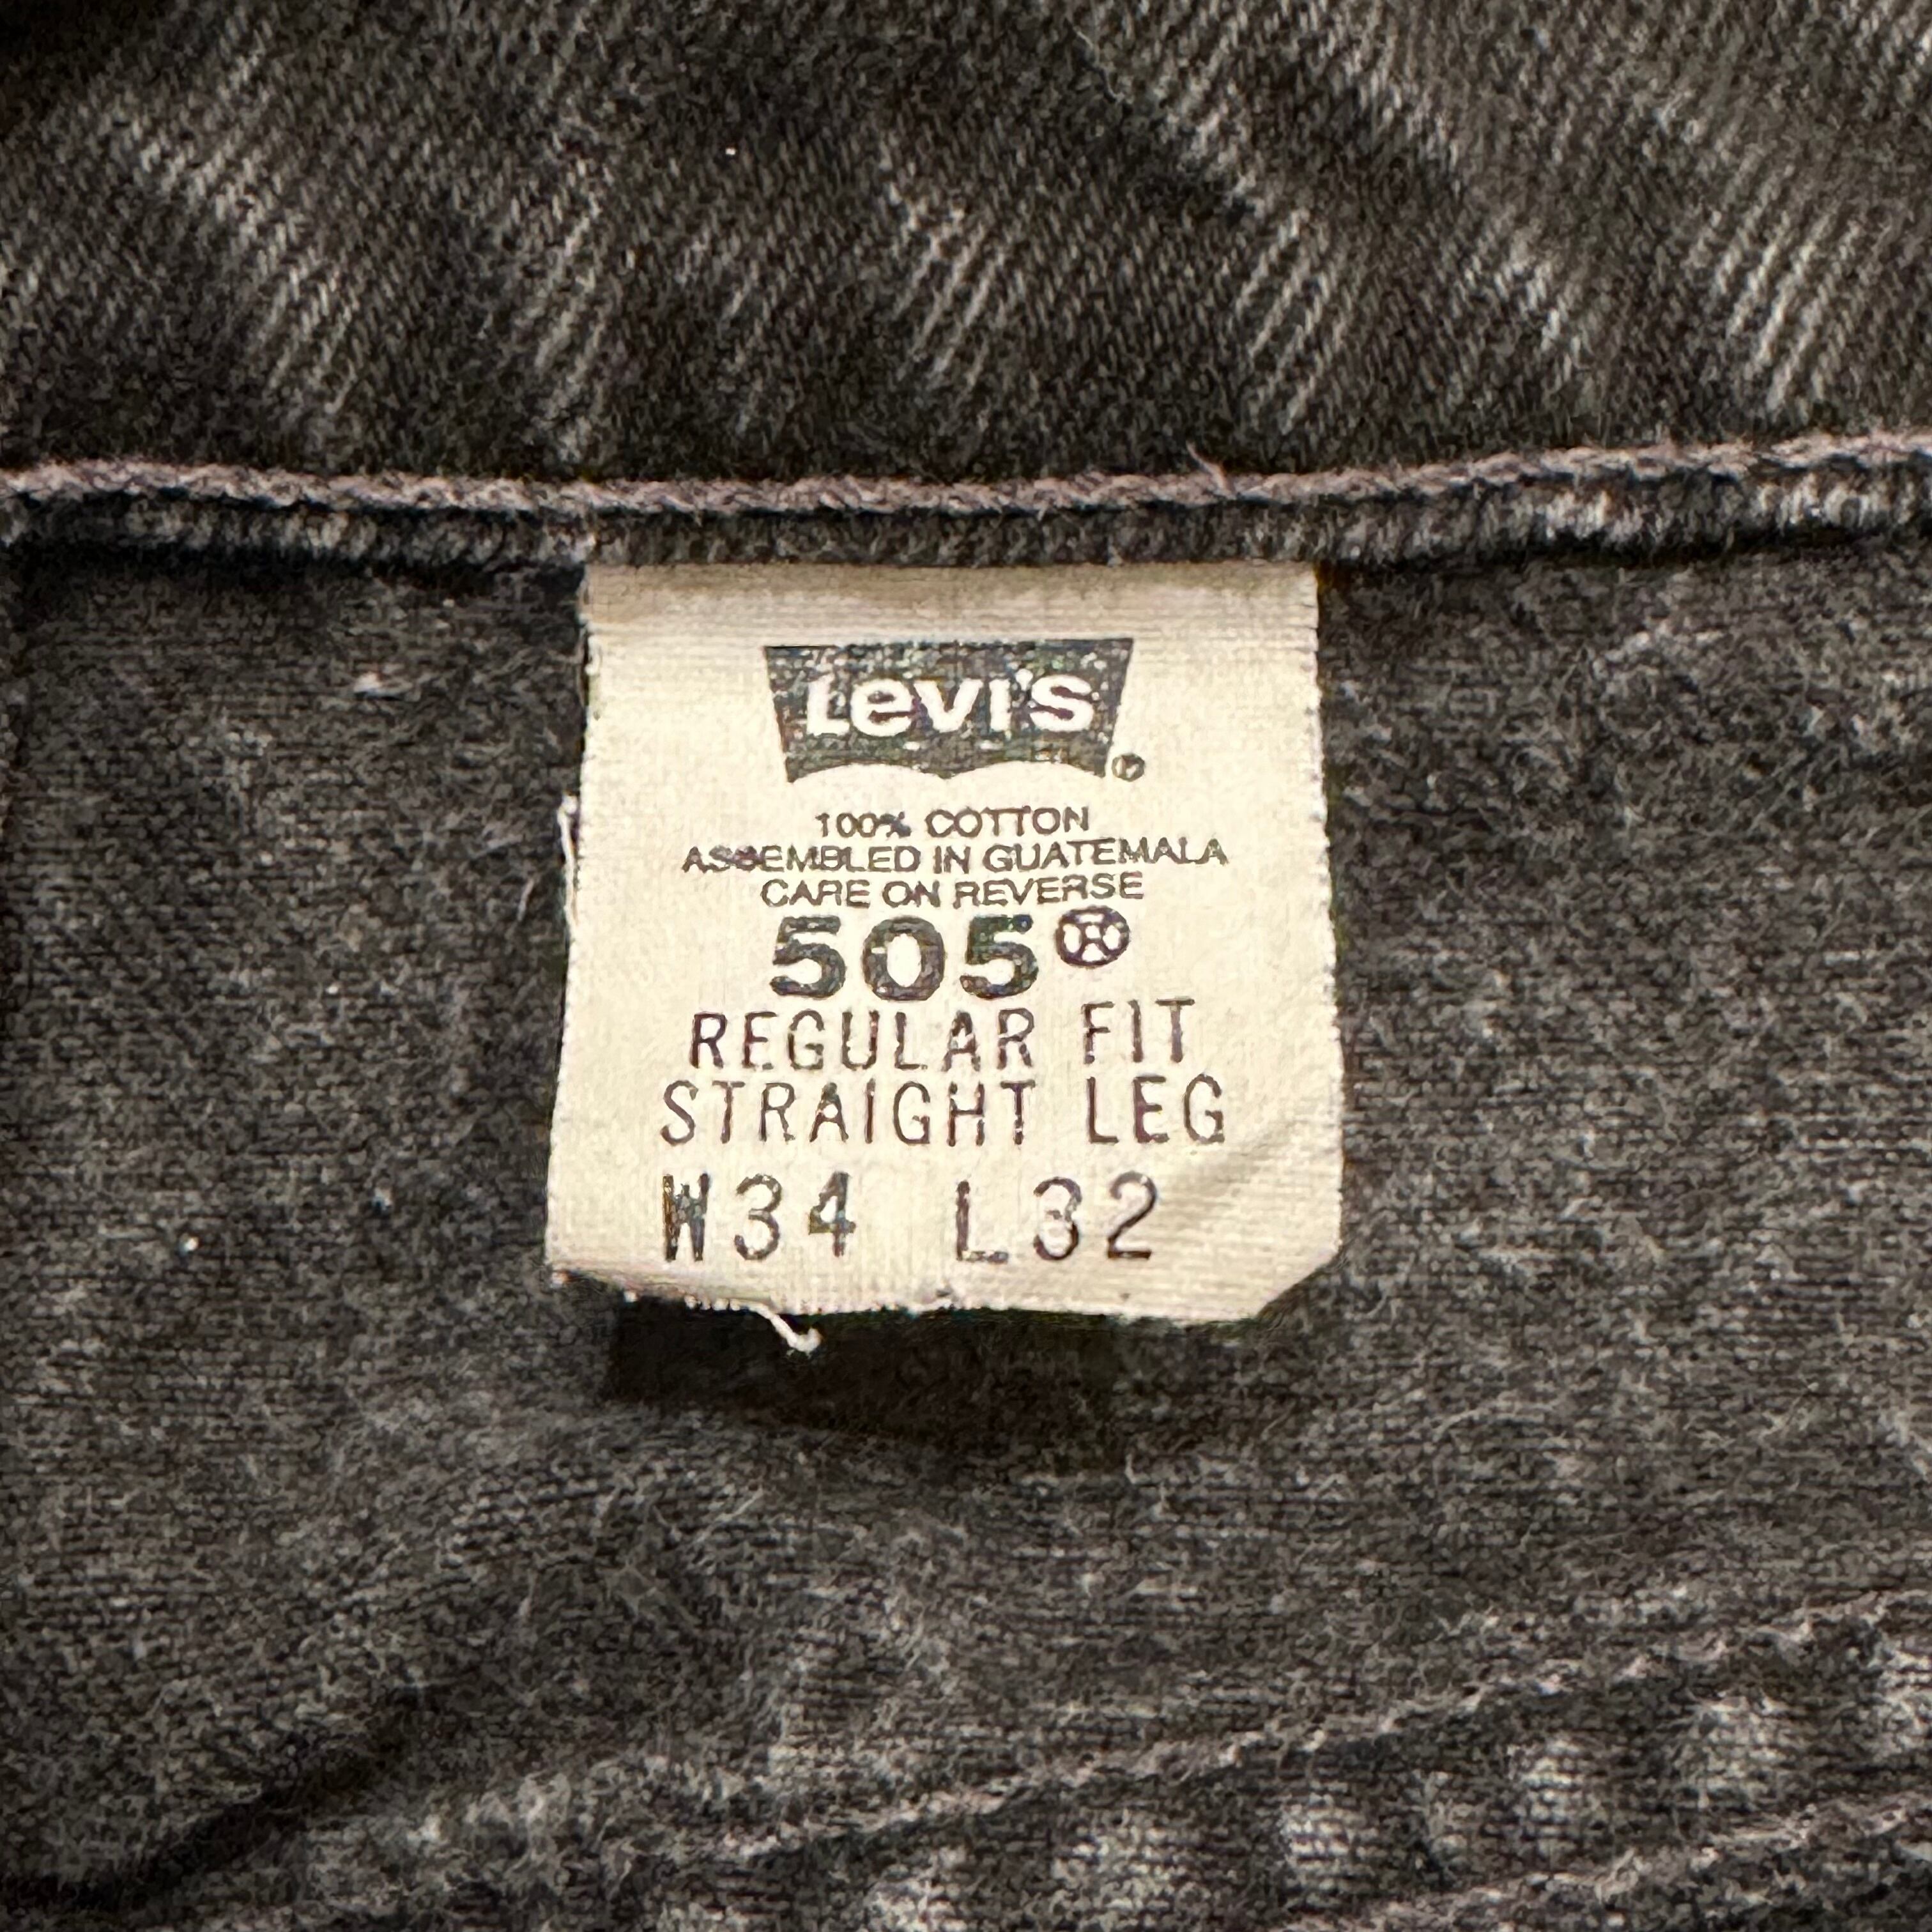 Levi's ®
100% COTTON
ASSEMBLED IN GUATEMALA
CARE ON REVERSE
505®
REGULAR FIT
STRAIGHT LEG
W34 L32